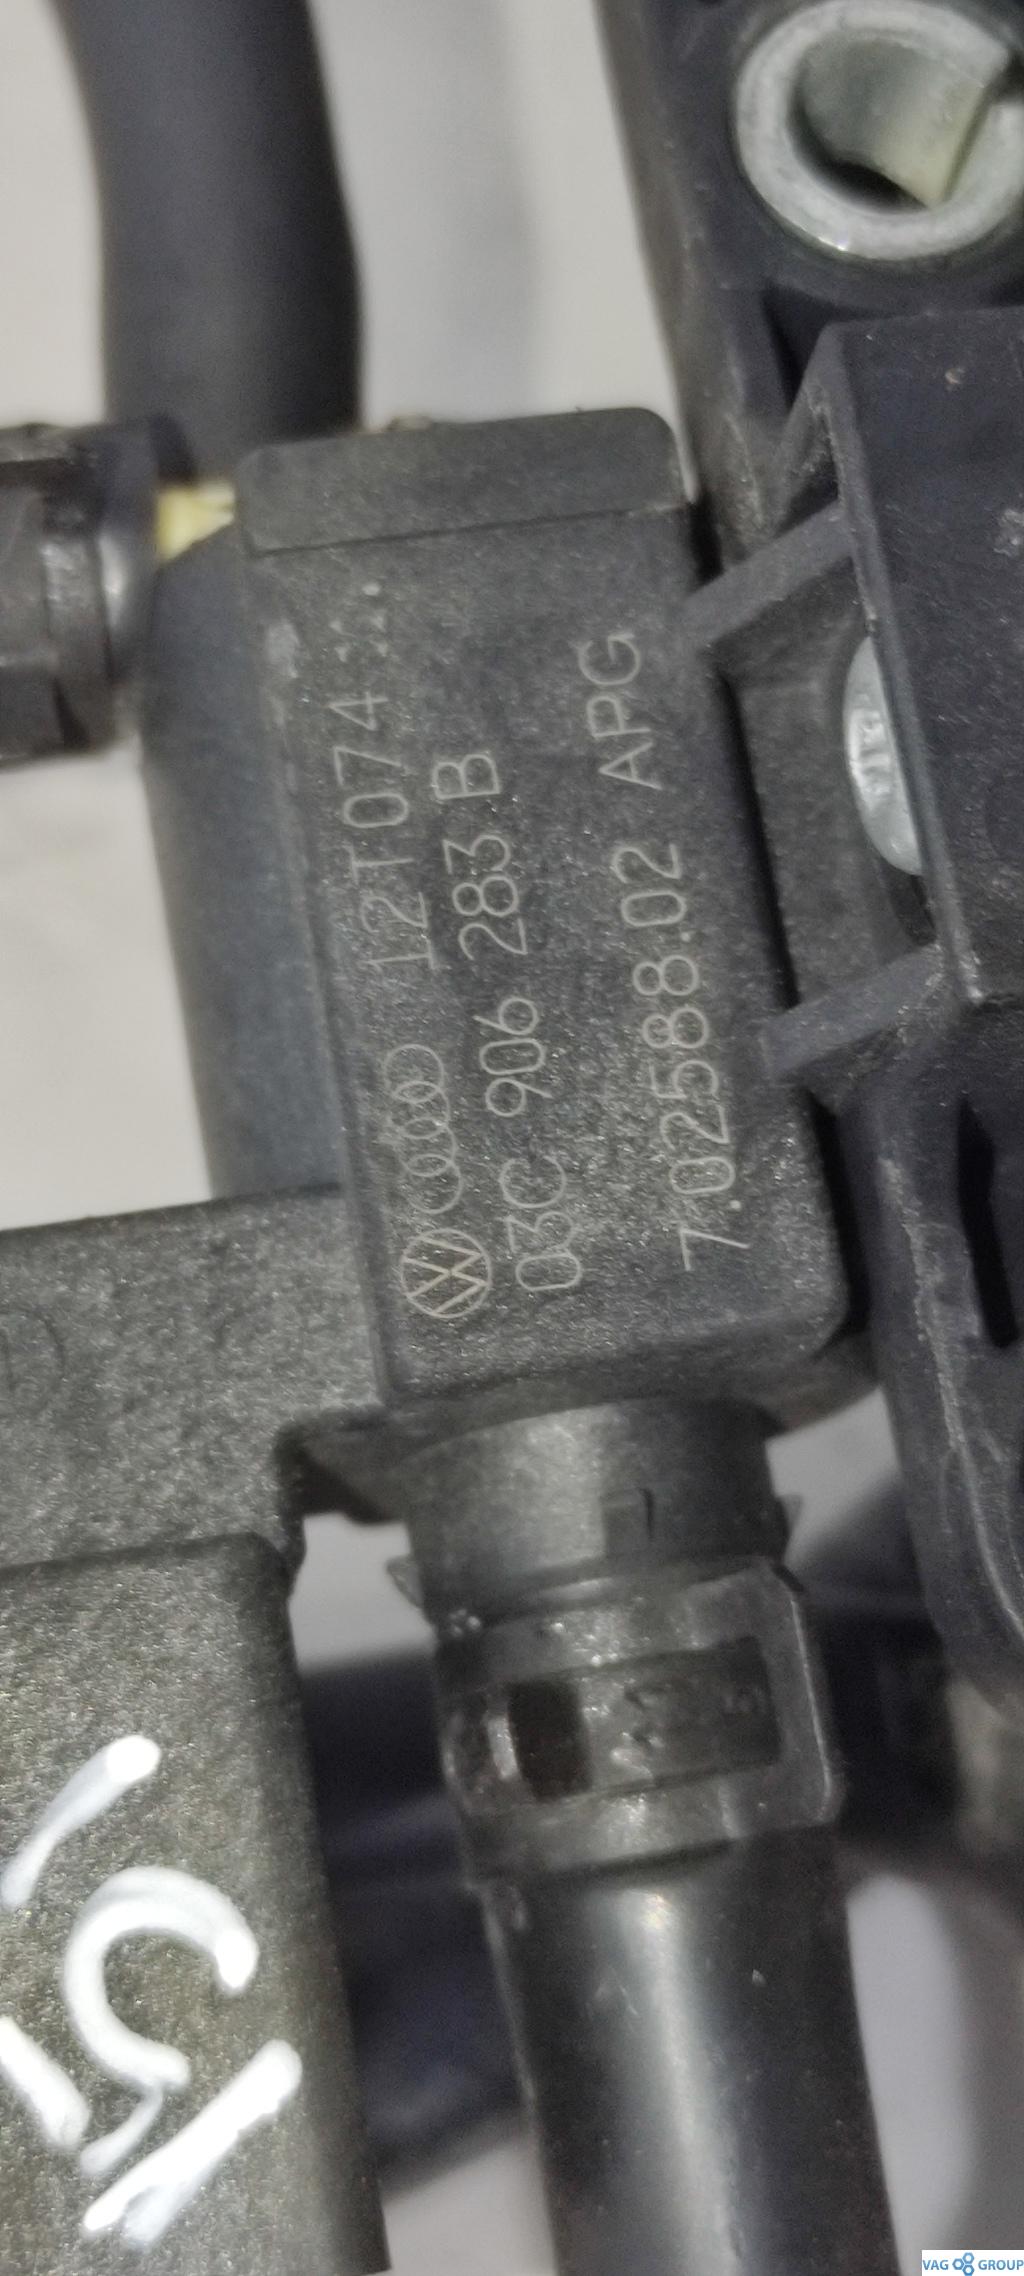 12T074
03C 906 283 B
7.02588.02 APG
VAG GROUP